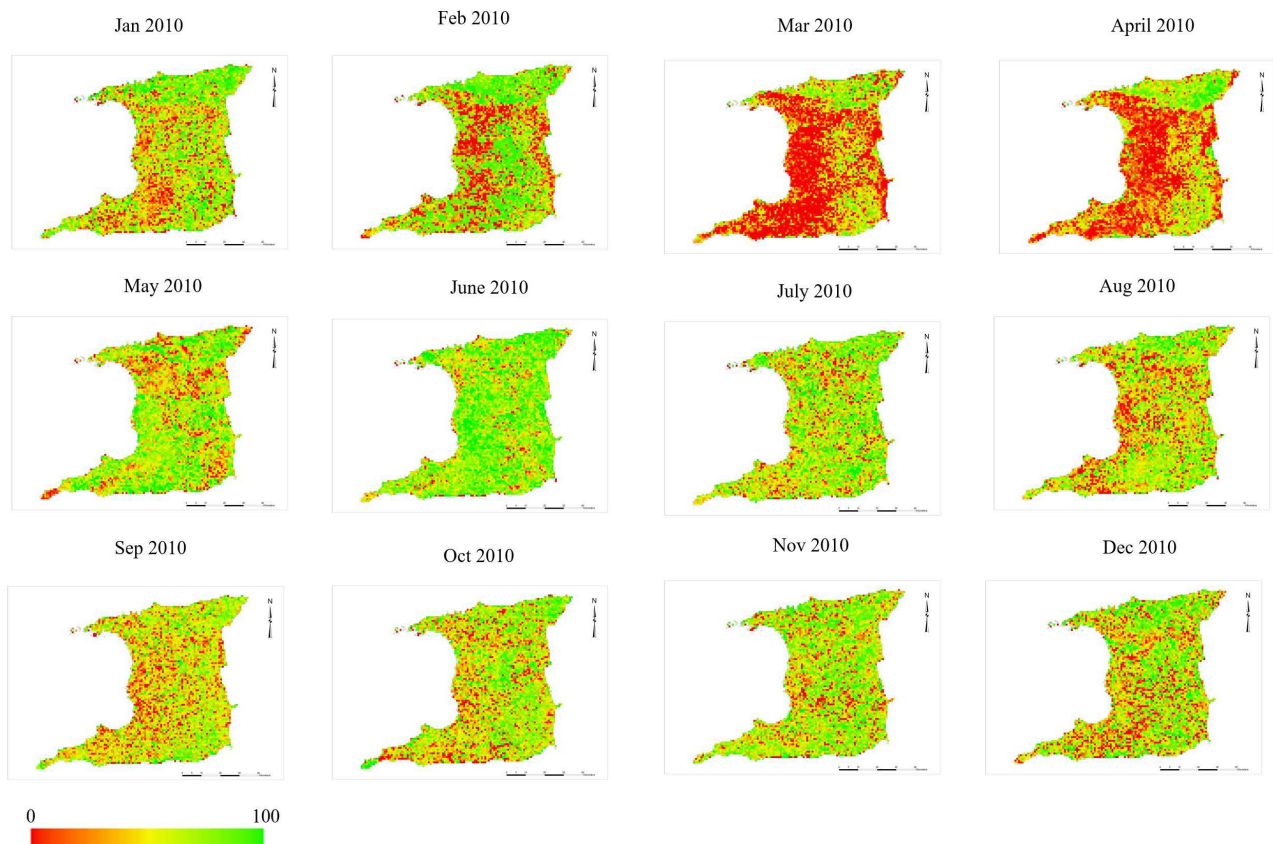 Jan 2010
Feb 2010
Mar 2010
April 2010
N
N
N
N
May 2010
June 2010
July 2010
Aug 2010
N
N
N
N
Sep 2010
Oct 2010
Nov 2010
Dec 2010
N
N
N
N
0 100